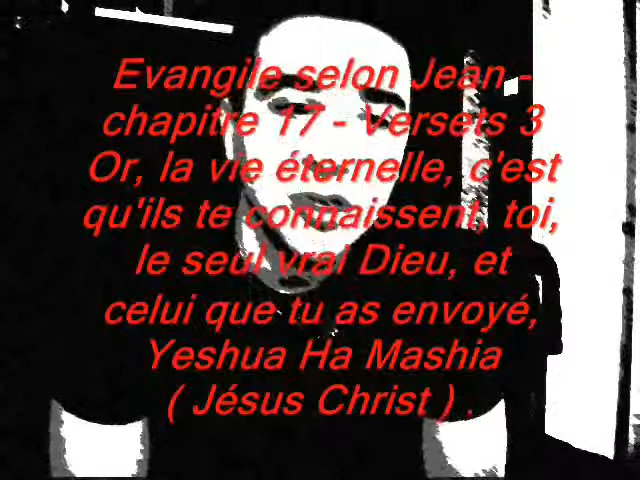 Evangile selon Jean -
chapitre 17 - Versets 3
Or, la vie éternelle, c'est
qu'ils te connaissent, toi,
le seul vrai Dieu, et
celui que tu as envoyé,
Yeshua Ha Mashia
( Jésus Christ ) .